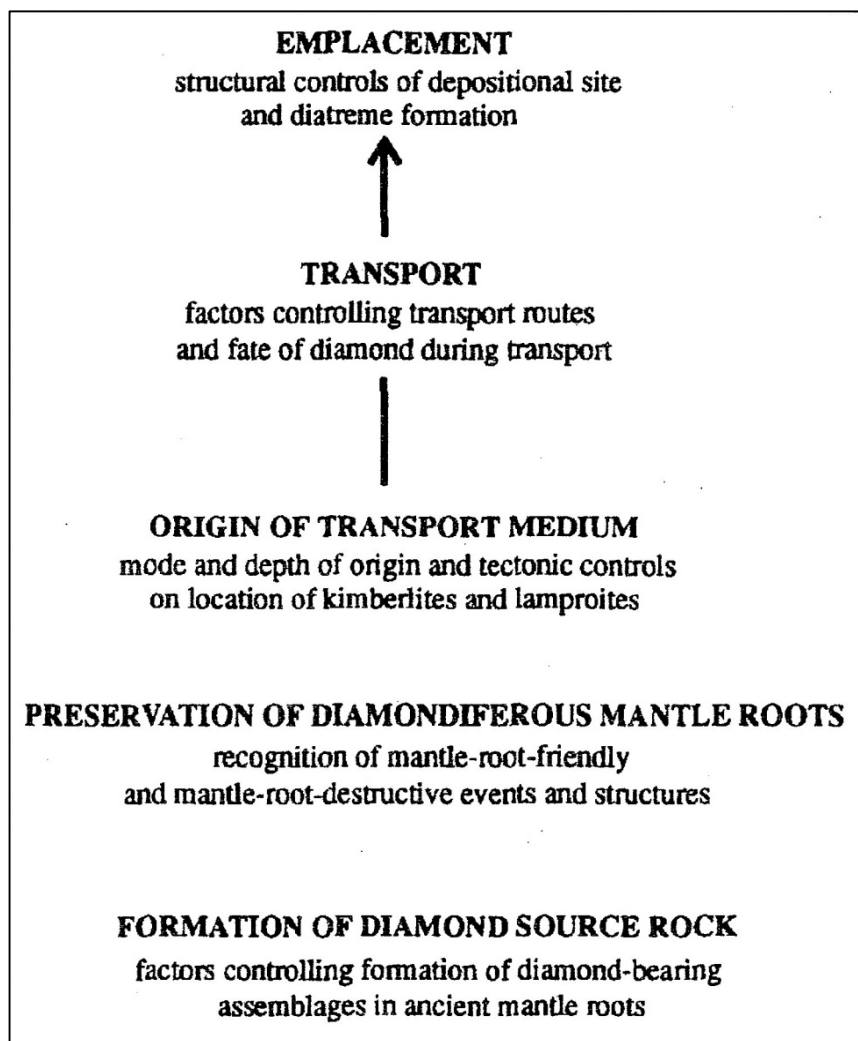 EMPLACEMENT
structural controls of depositional site
and diatreme formation
TRANSPORT
factors controlling transport routes
and fate of diamond during transport
ORIGIN OF TRANSPORT MEDIUM
mode and depth of origin and tectonic controls
on location of kimberlites and lamproites
PRESERVATION OF DIAMONDIFEROUS MANTLE ROOTS
recognition of mantle-root-friendly
and mantle-root-destructive events and structures
FORMATION OF DIAMOND SOURCE ROCK
factors controlling formation of diamond-bearing
assemblages in ancient mantle roots